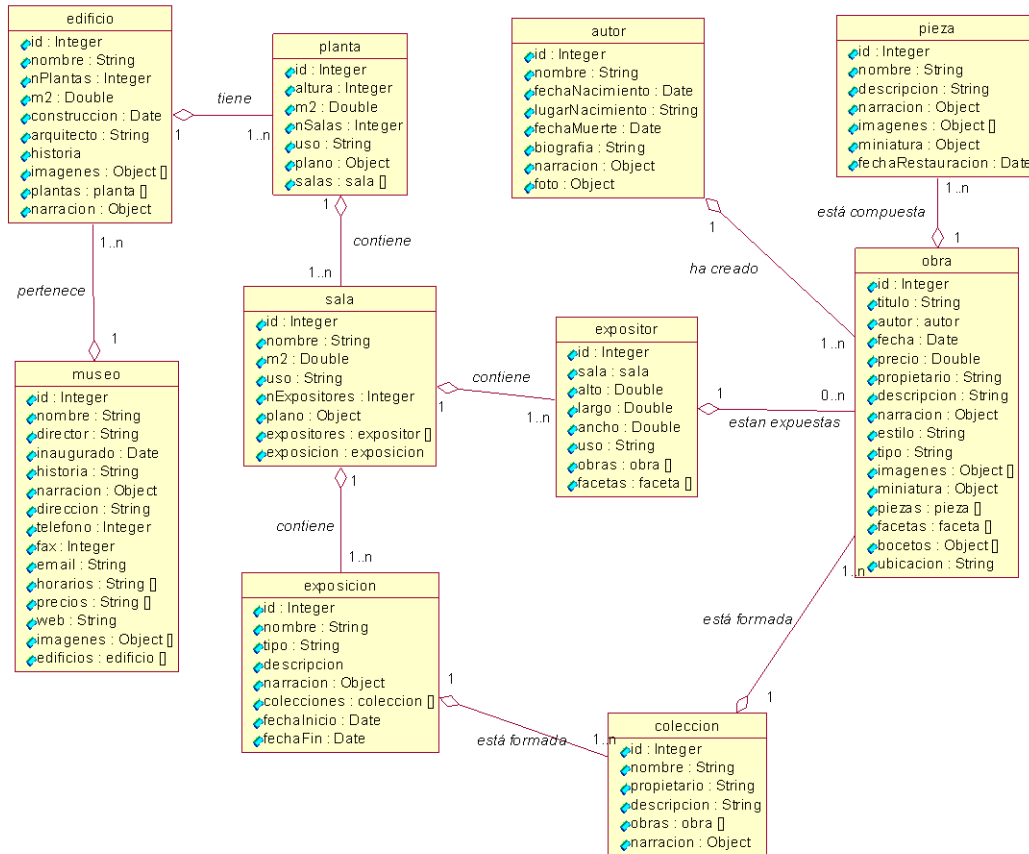 edificio
id : Integer
nombre : String
nPlantas : Integer
m2 : Double
construccion : Date
arquitecto : String
historia
imagenes : Object []
plantas : planta []
narracion : Object
tiene
1
1..n
planta
id : Integer
altura : Integer
m2 : Double
nSalas : Integer
uso : String
plano : Object
salas : sala []
autor
id : Integer
nombre : String
fechaNacimiento : Date
lugarNacimiento : String
fechaMuerte : Date
biografia : String
narracion : Object
foto : Object
pieza
id : Integer
nombre : String
descripcion : String
narracion : Object
imagenes : Object []
miniatura : Object
fechaRestauracion : Date
1..n
pertenece
1
1
contiene
1..n
1
ha creado
1..n
1..n
está compuesta
1
museo
id : Integer
nombre : String
director : String
inaugurado : Date
historia : String
narracion : Object
direccion : String
telefono : Integer
fax : Integer
email : String
horarios : String []
precios : String []
web : String
imagenes : Object []
edificios : edificio []
sala
id : Integer
nombre : String
m2 : Double
uso : String
nExpositores : Integer
plano : Object
expositores : expositor []
exposicion : exposicion
contiene
1
1..n
expositor
id : Integer
sala : sala
alto : Double
largo : Double
ancho : Double
uso : String
obras : obra []
facetas : faceta []
1
0..n
estan expuestas
obra
id : Integer
titulo : String
autor : autor
fecha : Date
precio : Double
propietario : String
descripcion : String
narracion : Object
estilo : String
tipo : String
imagenes : Object []
miniatura : Object
piezas : pieza []
facetas : faceta []
bocetos : Object []
ubicacion : String
1
contiene
1..n
exposicion
id : Integer
nombre : String
tipo : String
descripcion
narracion : Object
colecciones : coleccion []
fechaInicio : Date
fechaFin : Date
1
está formada
1..n
1..n
está formada
1
coleccion
id : Integer
nombre : String
propietario : String
descripcion : String
obras : obra []
narracion : Object